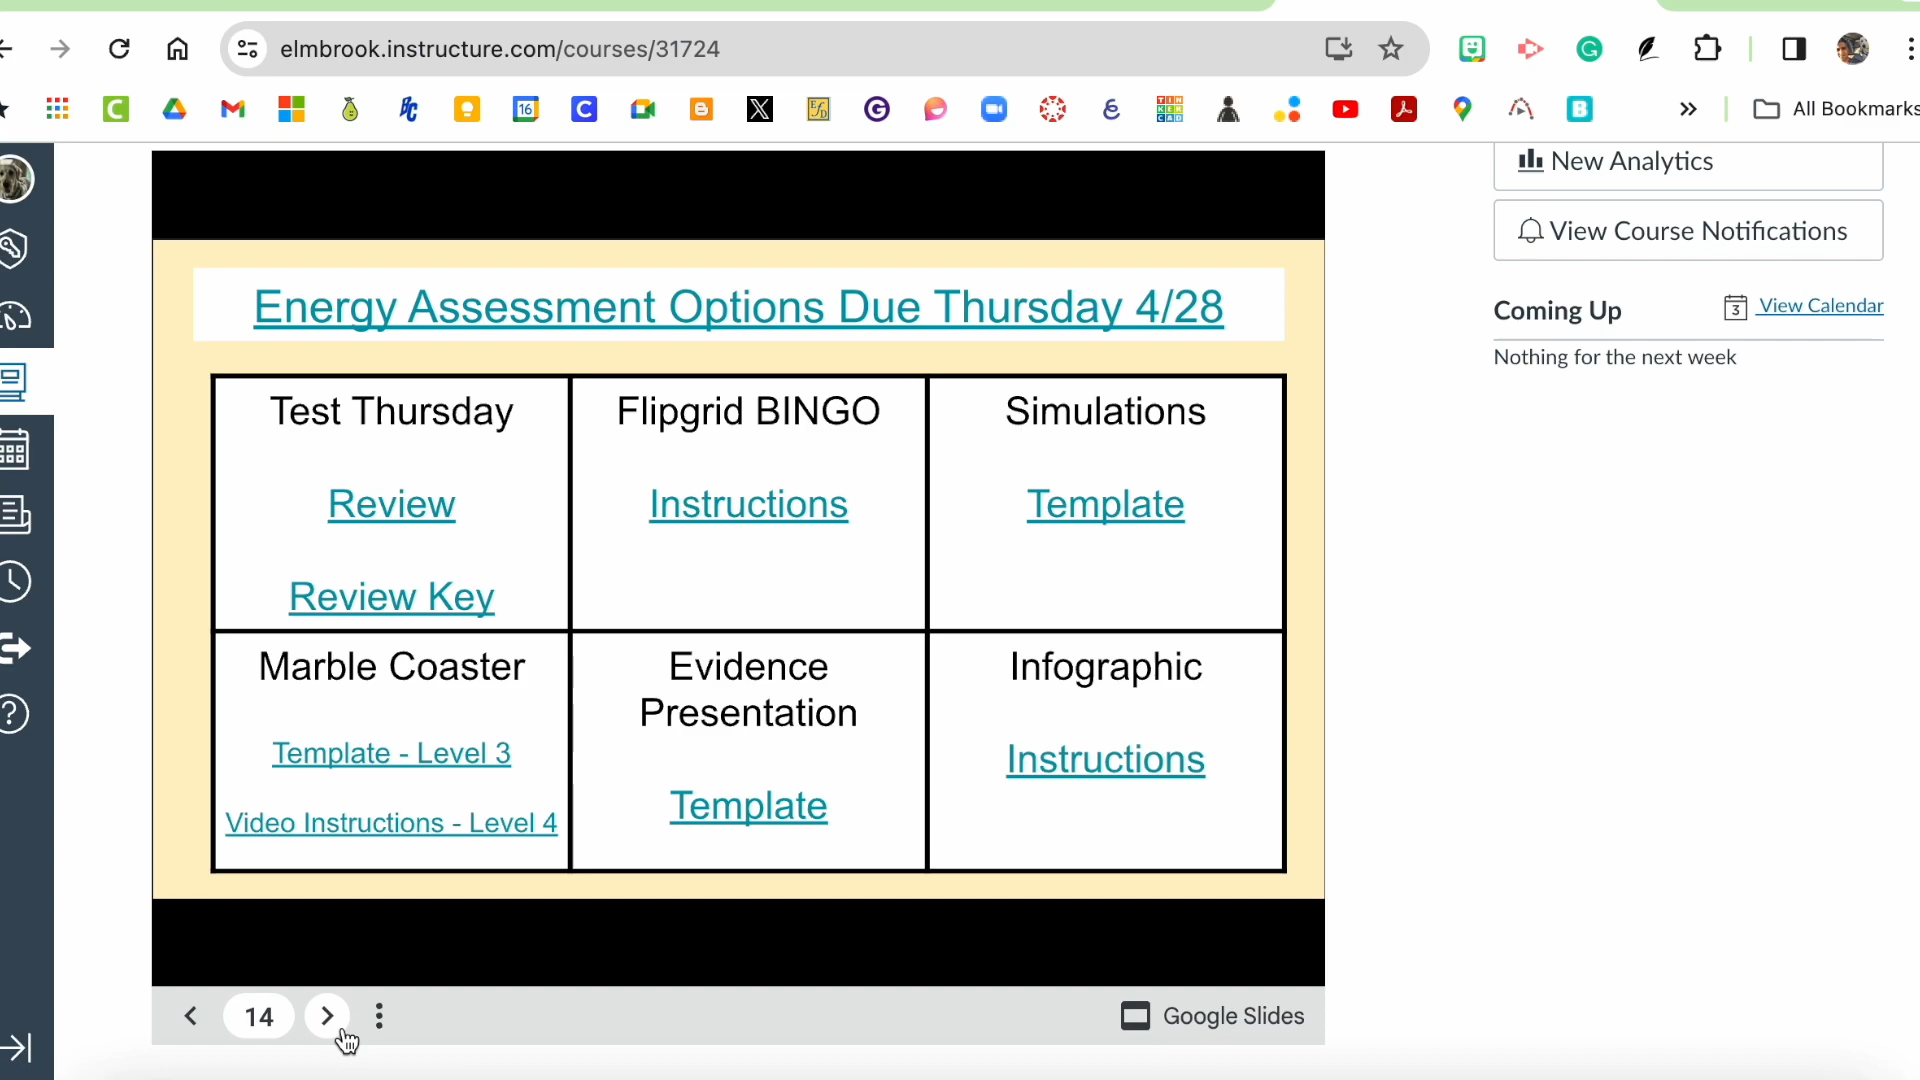 elmbrook.instructure.com/courses/31724
16
All Bookmarks
New Analytics
View Course Notifications
Coming Up
3 View Calendar
Nothing for the next week
Energy Assessment Options Due Thursday 4/28
Test Thursday
Review
Review Key
Flipgrid BINGO
Instructions
Simulations
Template
Marble Coaster
Template - Level 3
Video Instructions - Level 4
Evidence
Presentation
Template
Infographic
Instructions
14
Google Slides